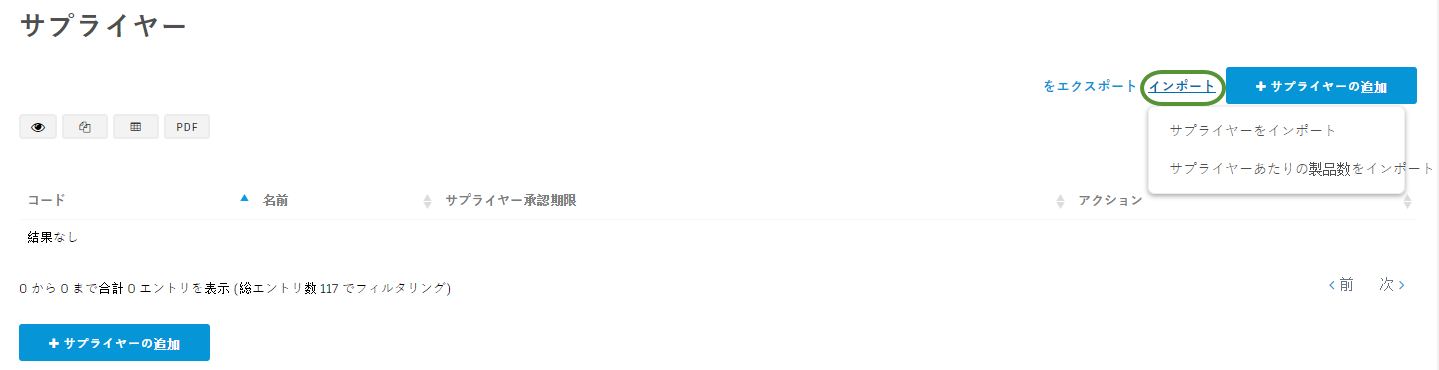 サプライヤー
をエクスポート インポート サプライヤーの追加
サプライヤーをインポート
サプライヤーあたりの製品数をインポート
PDF
コード 名前 サプライヤー承認期限 アクション
結果なし
0 から 0 まで合計 0 エントリを表示 (総エントリ数 117 でフィルタリング)
前 次
サプライヤーの追加